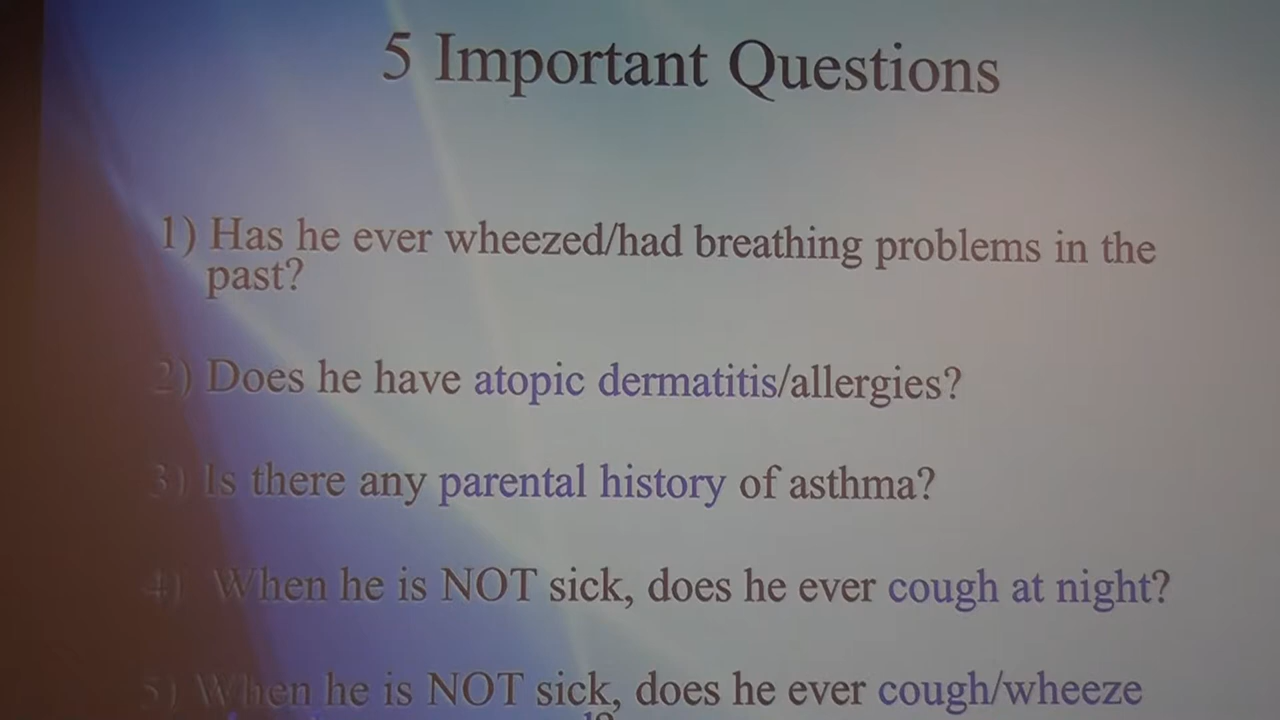 5 Important Questions
1) Has he ever wheezed/had breathing problems in the
past?
2) Does he have atopic dermatitis/allergies?
3) Is there any parental history of asthma?
4) When he is NOT sick, does he ever cough at night?
5) When he is NOT sick, does he ever cough/wheeze